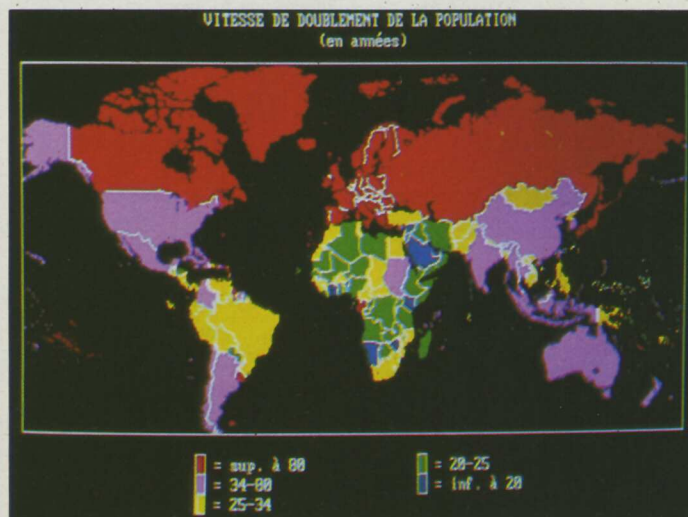 VITESSE DE DOUBLEMENT DE LA POPULATION
(en années)
= sup. à 80
= 34-80
= 25-34
= 20-25
= inf. à 20